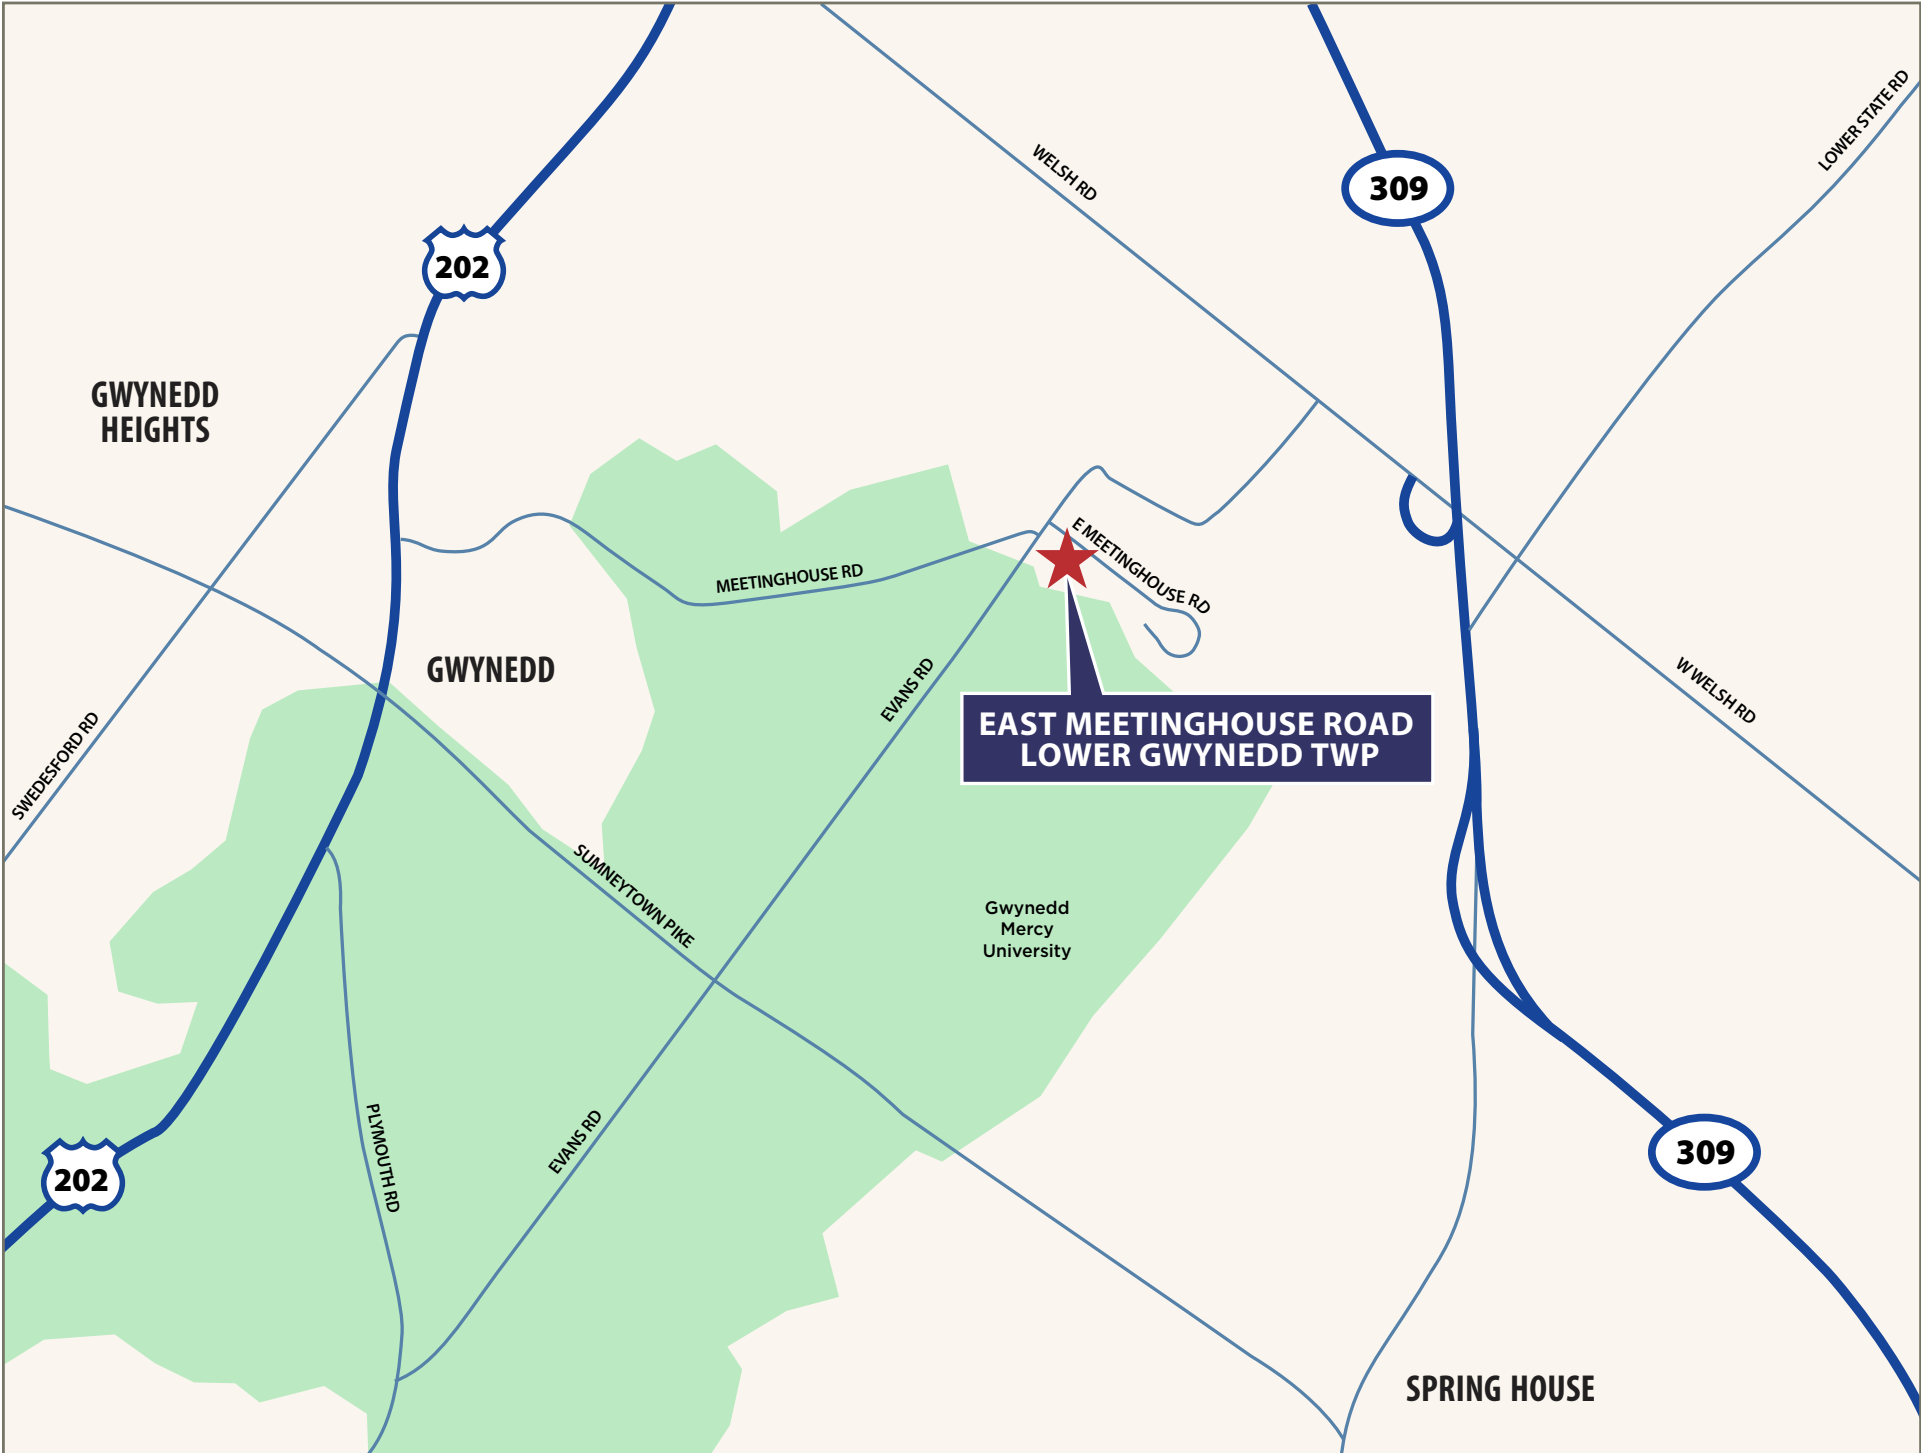 WELSH RD
LOWER STATE RD
309
202
GWYNEDD
HEIGHTS
E MEETINGHOUSE RD
MEETINGHOUSE RD
GWYNEDD
EVANS RD
W WELSH RD
SWEDESFORD RD
EAST MEETINGHOUSE ROAD
LOWER GWYNEDD TWP
SUMNEYTOWN PIKE
Gwynedd
Mercy
University
PLYMOUTH RD
EVANS RD
309
202
SPRING HOUSE